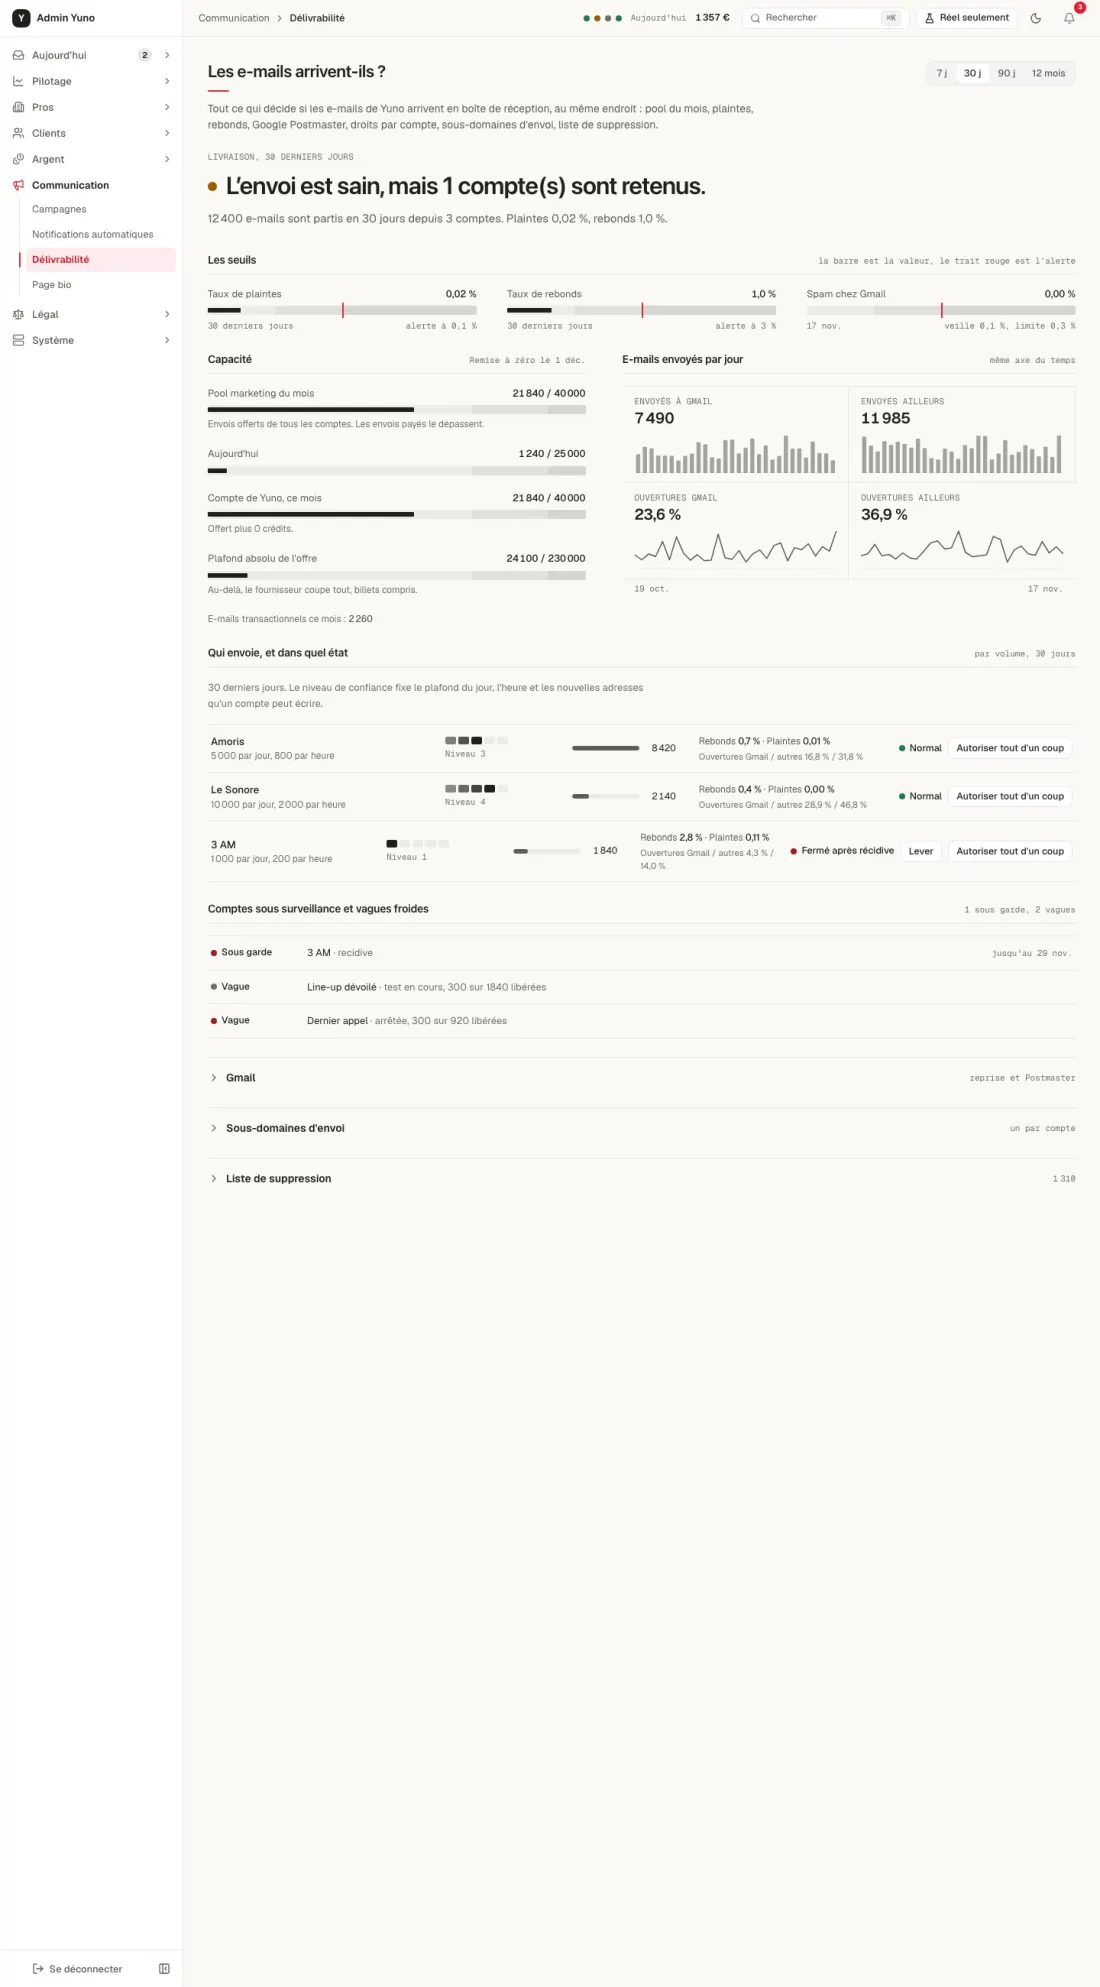 Y Admin Yuno
Communication > Délivrabilité
Aujourd'hui 1 357 €
Rechercher ⌘K
Réel seulement
3
Aujourd'hui 2
Pilotage
Pros
Clients
Argent
Communication
Campagnes
Notifications automatiques
Délivrabilité
Page bio
Légal
Système
Se déconnecter
Les e-mails arrivent-ils ?
7 j 30 j 90 j 12 mois
Tout ce qui décide si les e-mails de Yuno arrivent en boîte de réception, au même endroit : pool du mois, plaintes,
rebonds, Google Postmaster, droits par compte, sous-domaines d'envoi, liste de suppression.
LIVRAISON, 30 DERNIERS JOURS
L'envoi est sain, mais 1 compte(s) sont retenus.
12 400 e-mails sont partis en 30 jours depuis 3 comptes. Plaintes 0,02 %, rebonds 1,0 %.
Les seuils
la barre est la valeur, le trait rouge est l'alerte
Taux de plaintes 0,02 %
30 derniers jours alerte à 0,1 %
Taux de rebonds 1,0 %
30 derniers jours alerte à 3 %
Spam chez Gmail 0,00 %
17 nov. veille 0,1 %, limite 0,3 %
Capacité
Remise à zéro le 1 déc.
Pool marketing du mois 21 840 / 40 000
Envois offerts de tous les comptes. Les envois payés le dépassent.
Aujourd'hui 1 240 / 25 000
Compte de Yuno, ce mois 21 840 / 40 000
Offert plus 0 crédits.
Plafond absolu de l'offre 24 100 / 230 000
Au-delà, le fournisseur coupe tout, billets compris.
E-mails transactionnels ce mois : 2 260
E-mails envoyés par jour
même axe du temps
ENVOYÉS À GMAIL
7 490
ENVOYÉS AILLEURS
11 985
OUVERTURES GMAIL
23,6 %
OUVERTURES AILLEURS
36,9 %
19 oct. 17 nov.
Qui envoie, et dans quel état
par volume, 30 jours
30 derniers jours. Le niveau de confiance fixe le plafond du jour, l'heure et les nouvelles adresses
qu'un compte peut écrire.
Amoris
5 000 par jour, 800 par heure
Niveau 3
8 420
Rebonds 0,7 % · Plaintes 0,01 %
Ouvertures Gmail / autres 16,8 % / 31,8 %
Normal
Autoriser tout d'un coup
Le Sonore
10 000 par jour, 2 000 par heure
Niveau 4
2 140
Rebonds 0,4 % · Plaintes 0,00 %
Ouvertures Gmail / autres 28,9 % / 46,8 %
Normal
Autoriser tout d'un coup
3 AM
1 000 par jour, 200 par heure
Niveau 1
1 840
Rebonds 2,8 % · Plaintes 0,11 %
Ouvertures Gmail / autres 4,3 % /
14,0 %
Fermé après récidive
Lever
Autoriser tout d'un coup
Comptes sous surveillance et vagues froides
1 sous garde, 2 vagues
Sous garde 3 AM · recidive jusqu'au 29 nov.
Vague Line-up dévoilé · test en cours, 300 sur 1840 libérées
Vague Dernier appel · arrêtée, 300 sur 920 libérées
Gmail reprise et Postmaster
Sous-domaines d'envoi un par compte
Liste de suppression 1 310